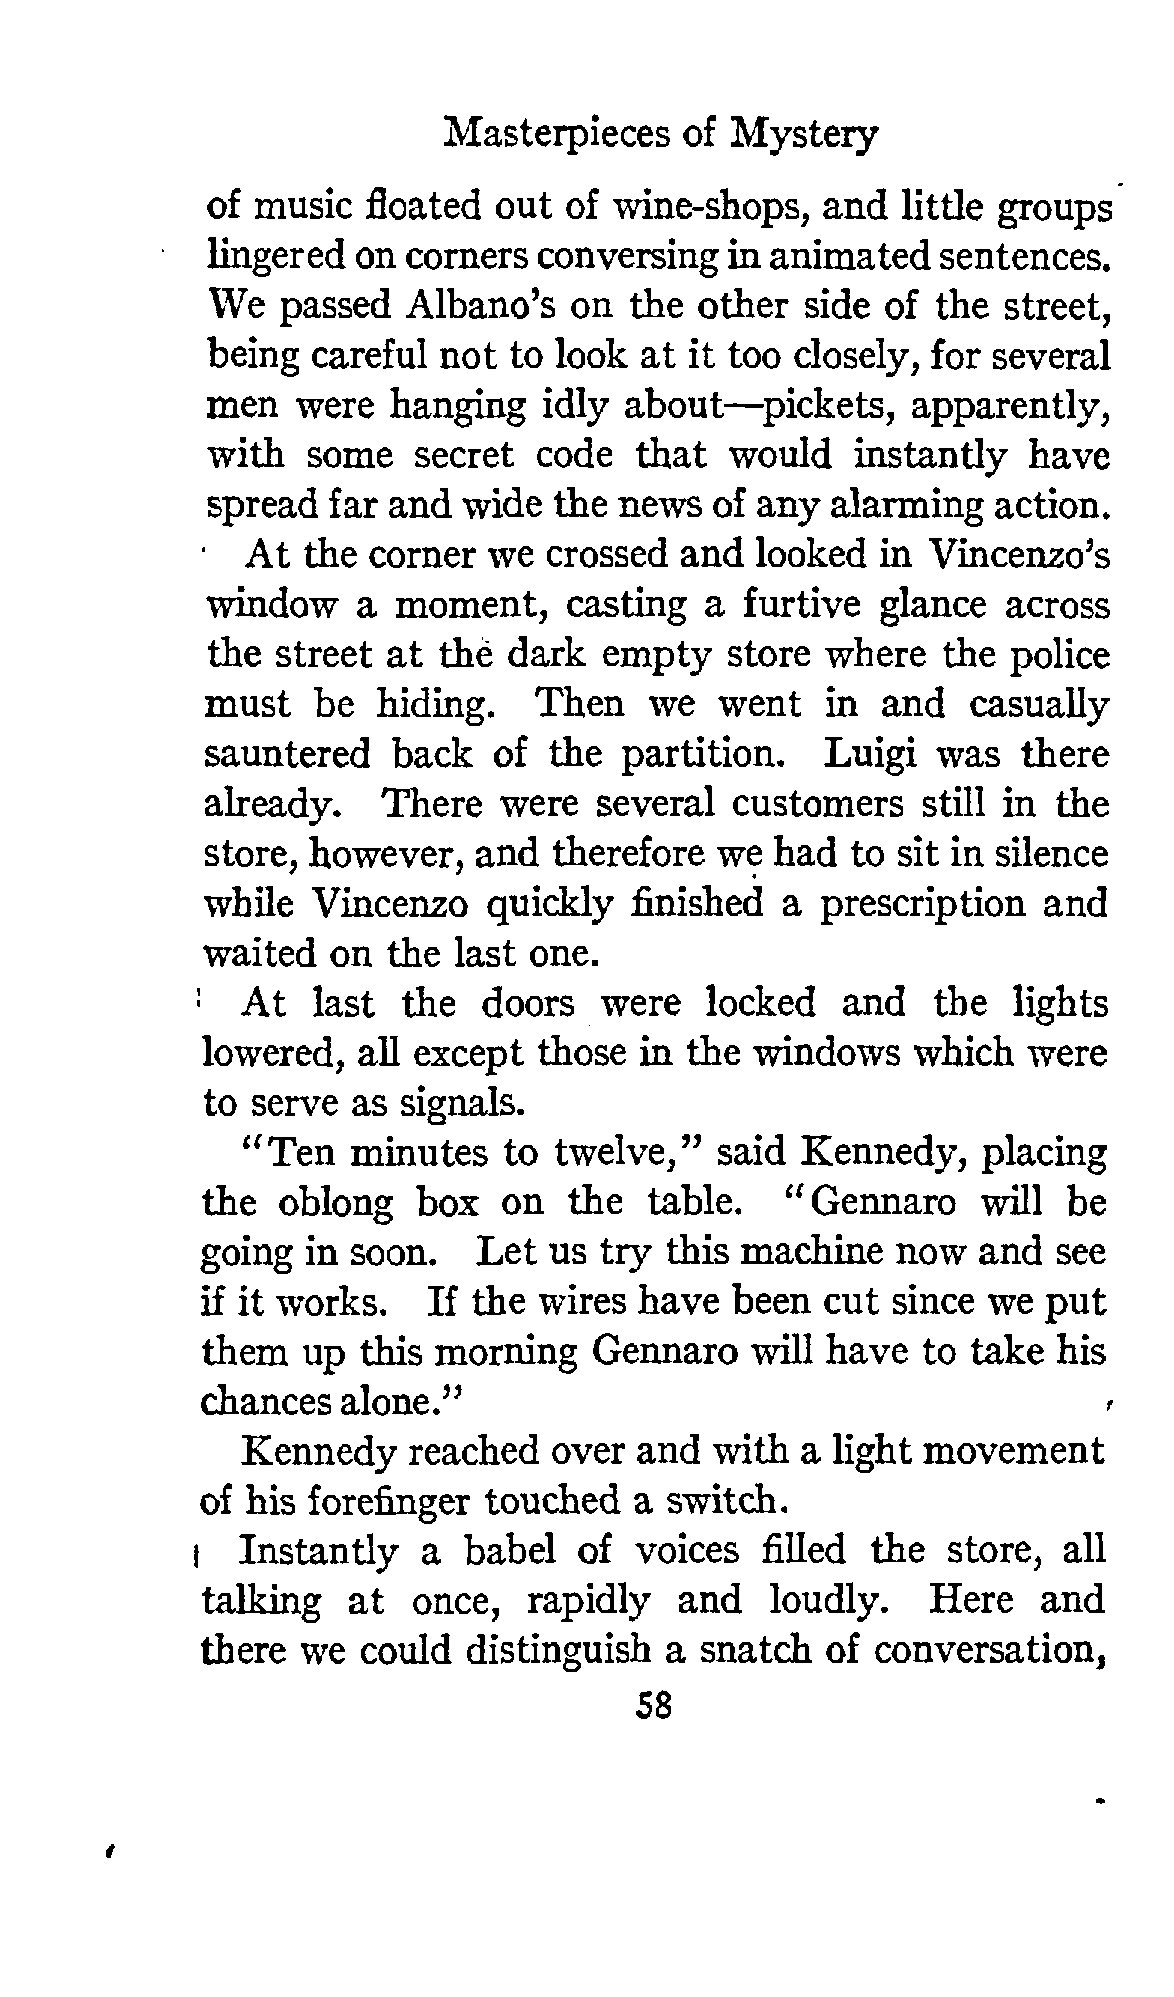 Masterpieces of Mystery
of music floated out of wine-shops, and little groups
lingered on corners conversing in animated sentences.
We passed Albano's on the other side of the street,
being careful not to look at it too closely, for several
men were hanging idly about—pickets, apparently,
with some secret code that would instantly have
spread far and wide the news of any alarming action.
At the corner we crossed and looked in Vincenzo's
window a moment, casting a furtive glance across
the street at the dark empty store where the police
must be hiding. Then we went in and casually
sauntered back of the partition. Luigi was there
already. There were several customers still in the
store, however, and therefore we had to sit in silence
while Vincenzo quickly finished a prescription and
waited on the last one.
At last the doors were locked and the lights
lowered, all except those in the windows which were
to serve as signals.
"Ten minutes to twelve," said Kennedy, placing
the oblong box on the table. "Gennaro will be
going in soon. Let us try this machine now and see
if it works. If the wires have been cut since we put
them up this morning Gennaro will have to take his
chances alone."
Kennedy reached over and with a light movement
of his forefinger touched a switch.
Instantly a babel of voices filled the store, all
talking at once, rapidly and loudly. Here and
there we could distinguish a snatch of conversation,
58